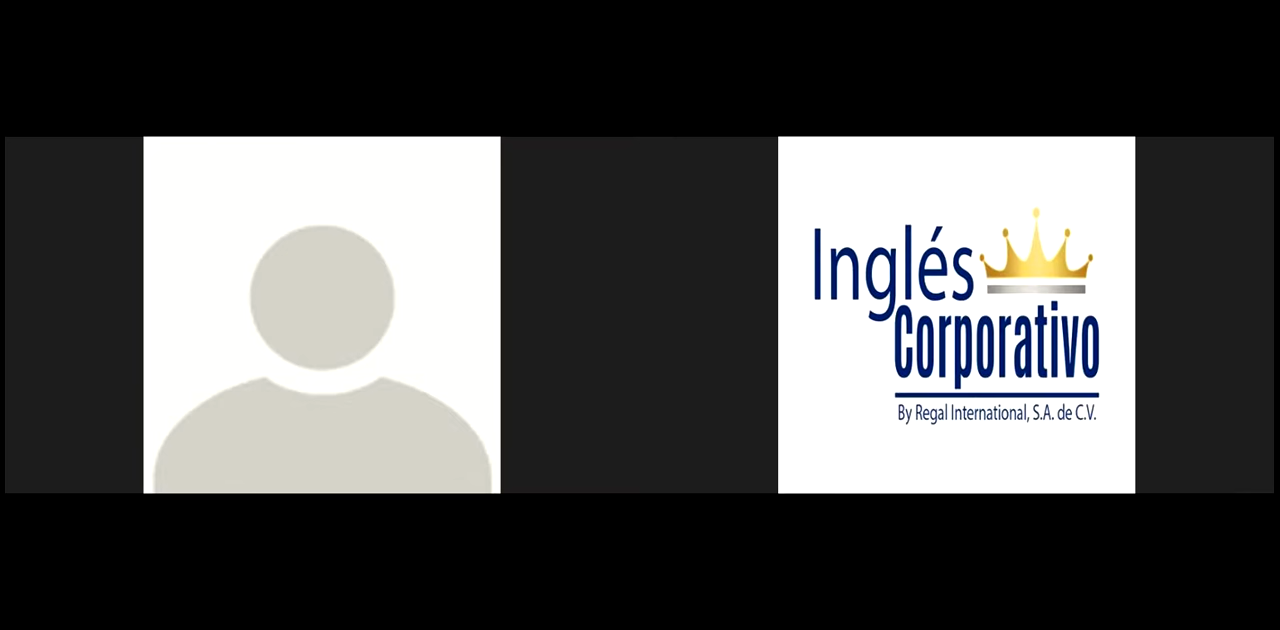 Inglés
Corporativo
By Regal International, S.A. de C.V.